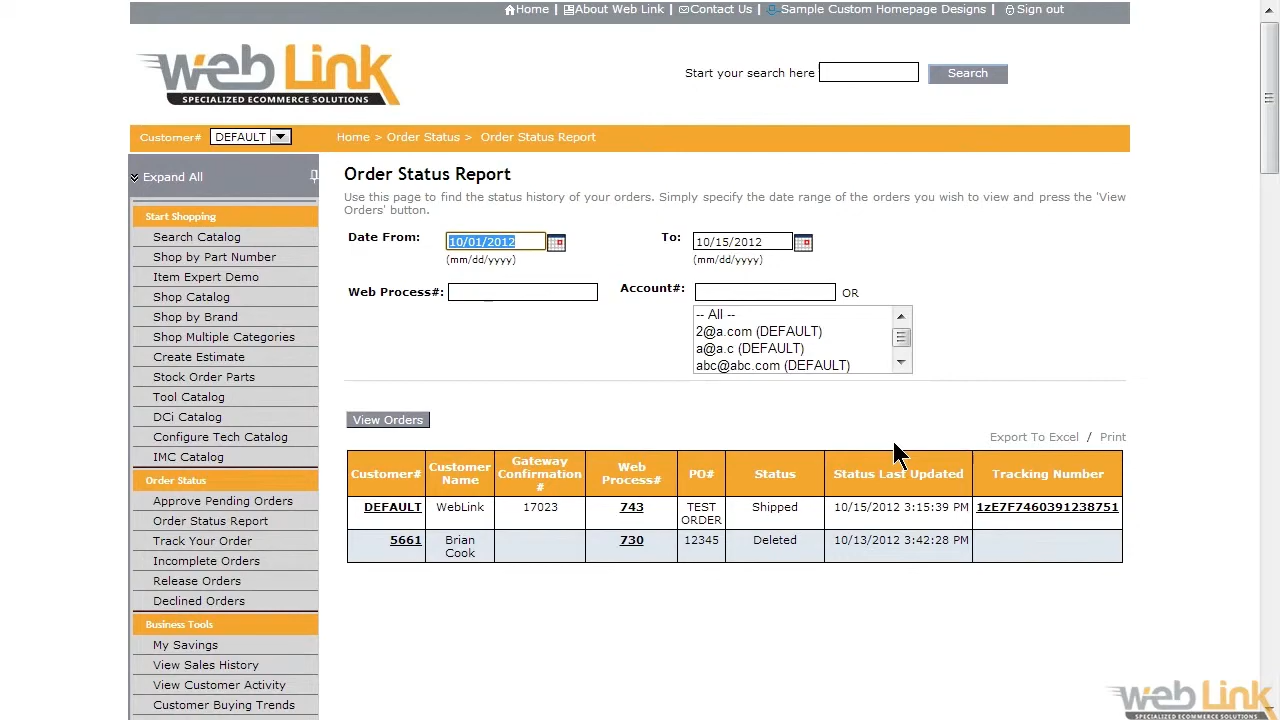 Home | About Web Link | Contact Us | Sample Custom Homepage Designs | Sign out
web Link
SPECIALIZED ECOMMERCE SOLUTIONS
Start your search here
Search
Customer# DEFAULT
Home > Order Status > Order Status Report
Expand All
Start Shopping
Search Catalog
Shop by Part Number
Item Expert Demo
Shop Catalog
Shop by Brand
Shop Multiple Categories
Create Estimate
Stock Order Parts
Tool Catalog
DCi Catalog
Configure Tech Catalog
IMC Catalog
Order Status
Approve Pending Orders
Order Status Report
Track Your Order
Incomplete Orders
Release Orders
Declined Orders
Business Tools
My Savings
View Sales History
View Customer Activity
Customer Buying Trends
Order Status Report
Use this page to find the status history of your orders. Simply specify the date range of the orders you wish to view and press the 'View
Orders' button.
Date From: 10/01/2012 To: 10/15/2012
(mm/dd/yyyy) (mm/dd/yyyy)
Web Process#: Account#: OR
-- All --
2@a.com (DEFAULT)
a@a.c (DEFAULT)
abc@abc.com (DEFAULT)
View Orders
Export To Excel / Print
Customer# Customer Name Gateway Confirmation # Web Process# PO# Status Status Last Updated Tracking Number
DEFAULT WebLink 17023 743 TEST ORDER Shipped 10/15/2012 3:15:39 PM 1zE7F7460391238751
5661 Brian Cook 730 12345 Deleted 10/13/2012 3:42:28 PM
web Link
SPECIALIZED ECOMMERCE SOLUTIONS